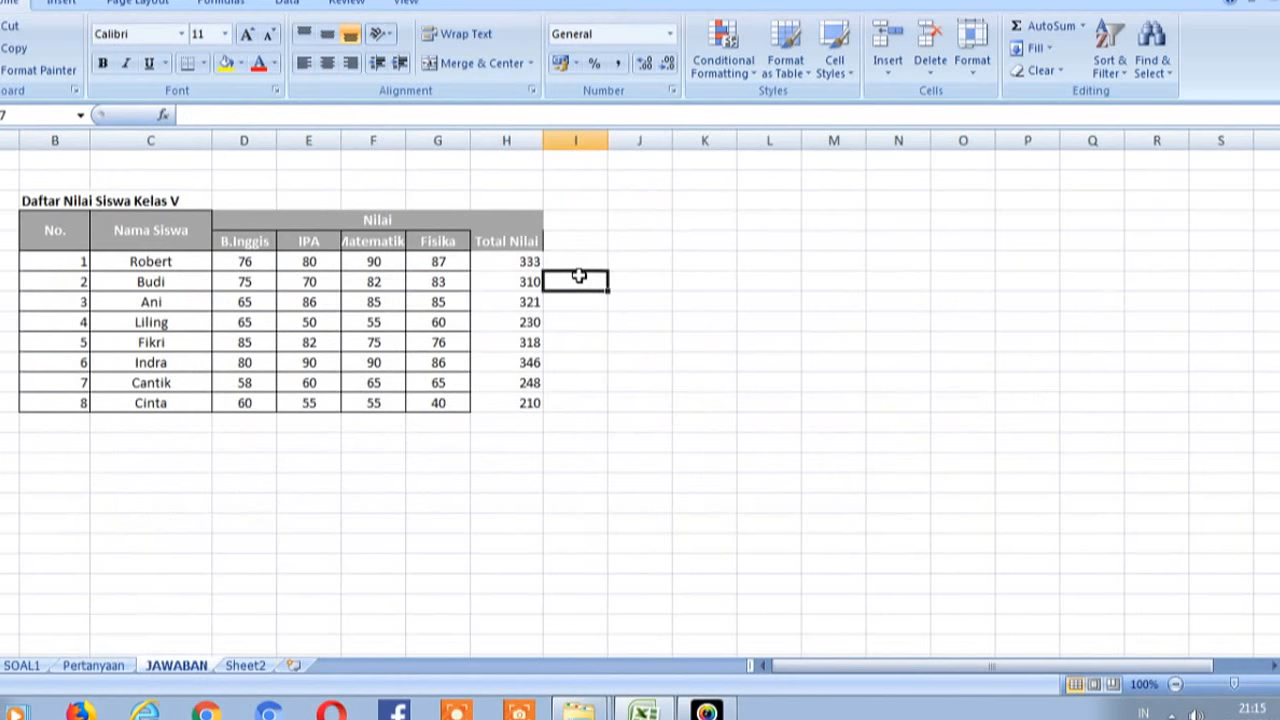 Insert Page Layout Formulas Data Review View
Cut
Copy
Format Painter
oard
Calibri 11
B I U
Font
Wrap Text
Merge & Center
Alignment
General
%
Number
Conditional Formatting
Format as Table
Cell Styles
Styles
Insert Delete Format
Cells
Σ AutoSum
Fill
Clear
Sort & Filter
Find & Select
Editing
7 fx
B C D E F G H I J K L M N O P Q R S
Daftar Nilai Siswa Kelas V
No. Nama Siswa Nilai
B.Inggis IPA Matematik Fisika Total Nilai
1 Robert 76 80 90 87 333
2 Budi 75 70 82 83 310
3 Ani 65 86 85 85 321
4 Liling 65 50 55 60 230
5 Fikri 85 82 75 76 318
6 Indra 80 90 90 86 346
7 Cantik 58 60 65 65 248
8 Cinta 60 55 55 40 210
SOAL1 Pertanyaan JAWABAN Sheet2
100%
IN 21:15